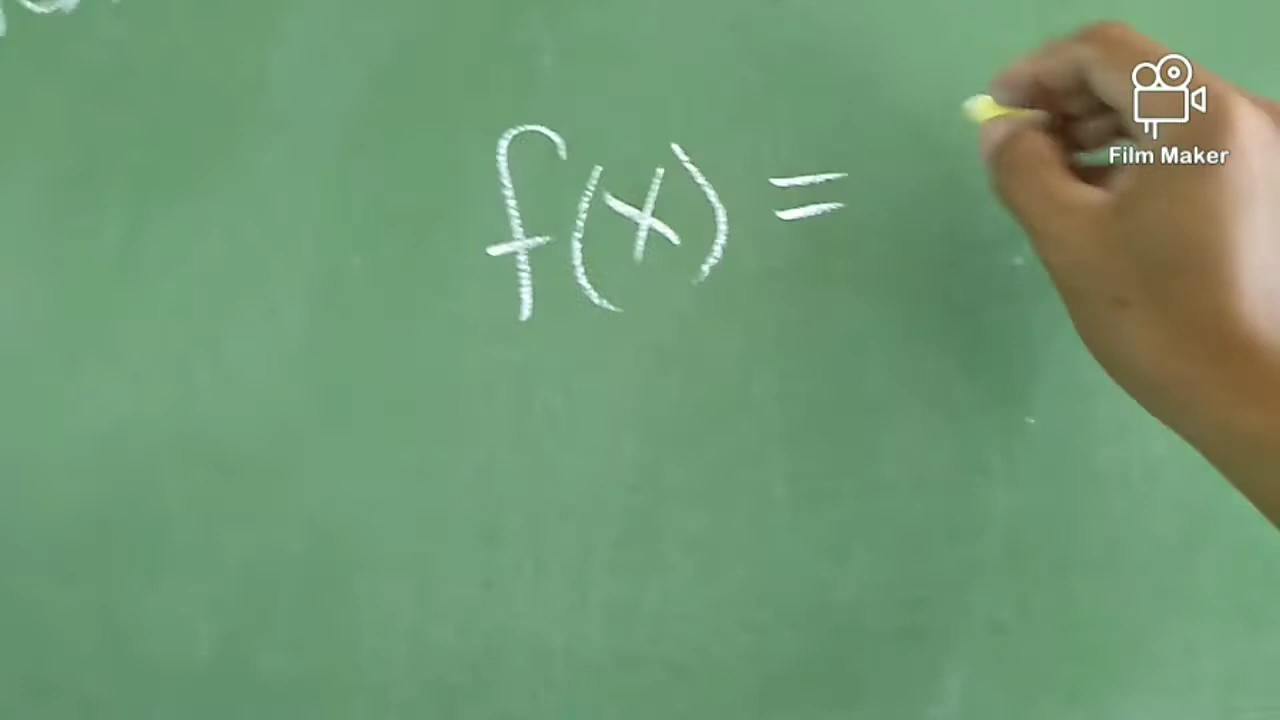 f(x) =
Film Maker